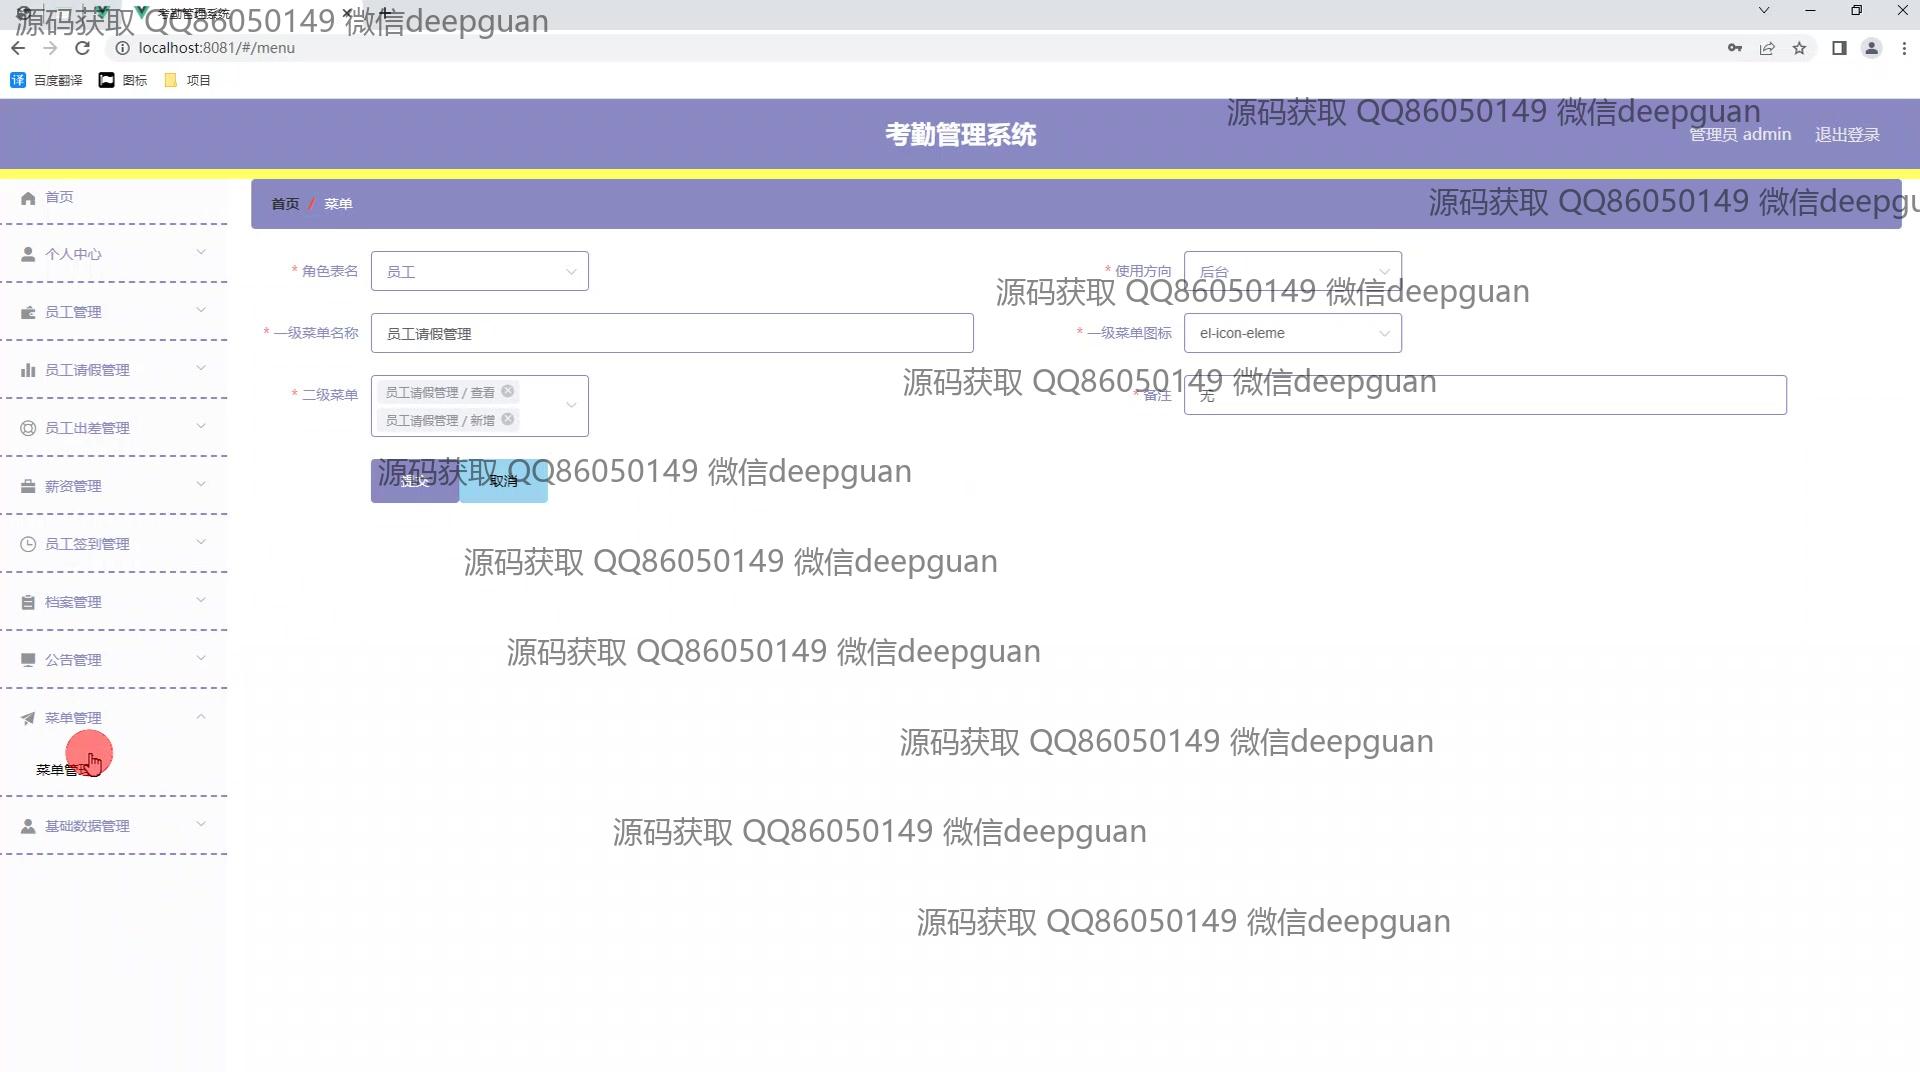 考勤管理系统
源码获取 QQ86050149 微信deepguan
localhost:8081/#/menu
百度翻译 图标 项目
源码获取 QQ86050149 微信deepguan
考勤管理系统
管理员 admin 退出登录
首页
首页 / 菜单
源码获取 QQ86050149 微信deepgu
个人中心
* 角色表名 员工
* 使用方向 后台
源码获取 QQ86050149 微信deepguan
员工管理
* 一级菜单名称 员工请假管理
* 一级菜单图标 el-icon-eleme
员工请假管理
源码获取 QQ86050149 微信deepguan
* 二级菜单 员工请假管理 / 查看
员工请假管理 / 新增
* 备注 无
员工出差管理
源码获取 QQ86050149 微信deepguan
提交 取消
薪资管理
员工签到管理
源码获取 QQ86050149 微信deepguan
档案管理
源码获取 QQ86050149 微信deepguan
公告管理
菜单管理
源码获取 QQ86050149 微信deepguan
菜单管理
基础数据管理
源码获取 QQ86050149 微信deepguan
源码获取 QQ86050149 微信deepguan